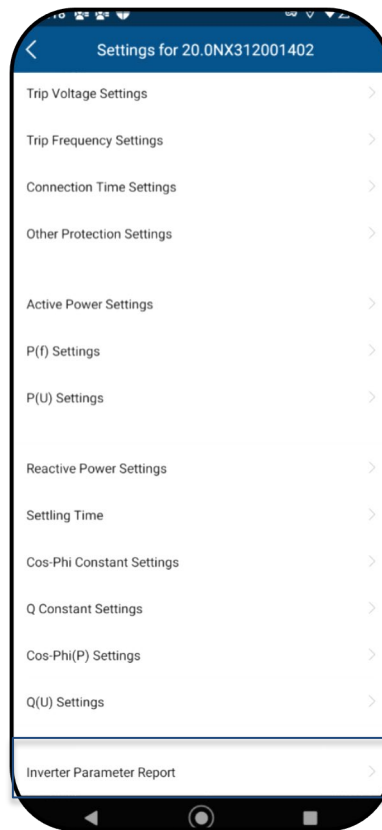 Settings for 20.0NX312001402
Trip Voltage Settings
Trip Frequency Settings
Connection Time Settings
Other Protection Settings
Active Power Settings
P(f) Settings
P(U) Settings
Reactive Power Settings
Settling Time
Cos-Phi Constant Settings
Q Constant Settings
Cos-Phi(P) Settings
Q(U) Settings
Inverter Parameter Report